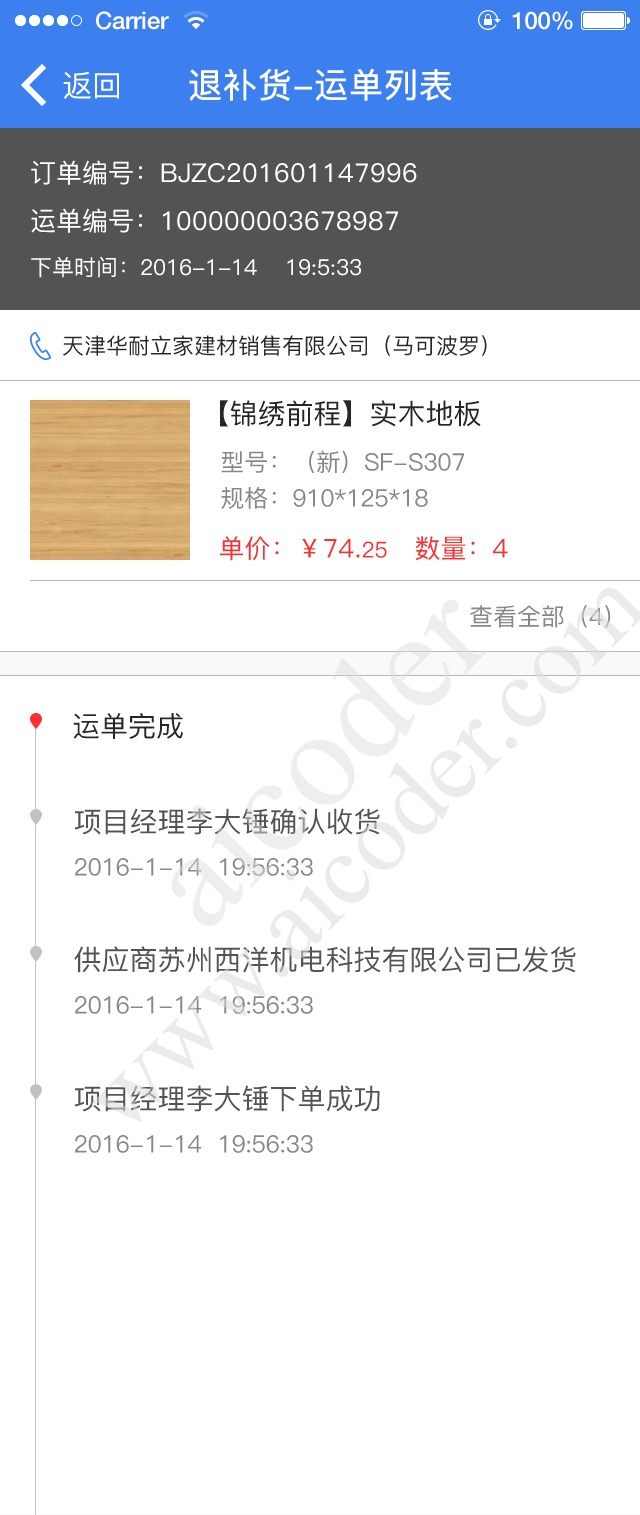 Carrier 100%
返回 退补货-运单列表
订单编号：BJZC201601147996
运单编号：100000003678987
下单时间：2016-1-14 19:5:33
天津华耐立家建材销售有限公司（马可波罗）
【锦绣前程】实木地板
型号：（新）SF-S307
规格：910*125*18
单价：￥74.25 数量：4
查看全部（4）
运单完成
项目经理李大锤确认收货
2016-1-14 19:56:33
供应商苏州西洋机电科技有限公司已发货
2016-1-14 19:56:33
项目经理李大锤下单成功
2016-1-14 19:56:33
aicoder
www.aicoder.com